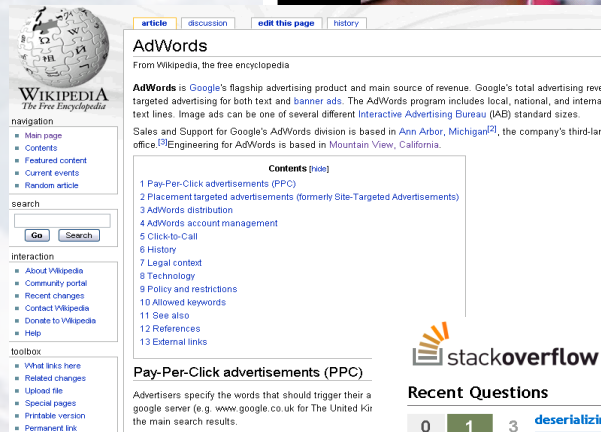 article
discussion
edit this page
history
AdWords
From Wikipedia, the free encyclopedia
AdWords is Google's flagship advertising product and main source of revenue. Google's total advertising
targeted advertising for both text and banner ads. The AdWords program includes local, national, and
text lines. Image ads can be one of several different Interactive Advertising Bureau (IAB) standard sizes.
Sales and Support for Google's AdWords division is based in Ann Arbor, Michigan[2], the company's
office.[3]Engineering for AdWords is based in Mountain View, California.
Contents [hide]
1 Pay-Per-Click advertisements (PPC)
2 Placement targeted advertisements (formerly Site-Targeted Advertisements)
3 AdWords distribution
4 AdWords account management
5 Click-to-Call
6 History
7 Legal context
8 Technology
9 Policy and restrictions
10 Allowed keywords
11 See also
12 References
13 External links
Pay-Per-Click advertisements (PPC)
Advertisers specify the words that should trigger their a
google server (e.g. www.google.co.uk for The United
the main search results.
WIKIPEDIA
The Free Encyclopedia
navigation
Main page
Contents
Featured content
Current events
Random article
search
Go
Search
interaction
About Wikipedia
Community portal
Recent changes
Contact Wikipedia
Donate to Wikipedia
Help
toolbox
What links here
Related changes
Upload file
Special pages
Printable version
Permanent link
stackoverflow
Recent Questions
0 1 3